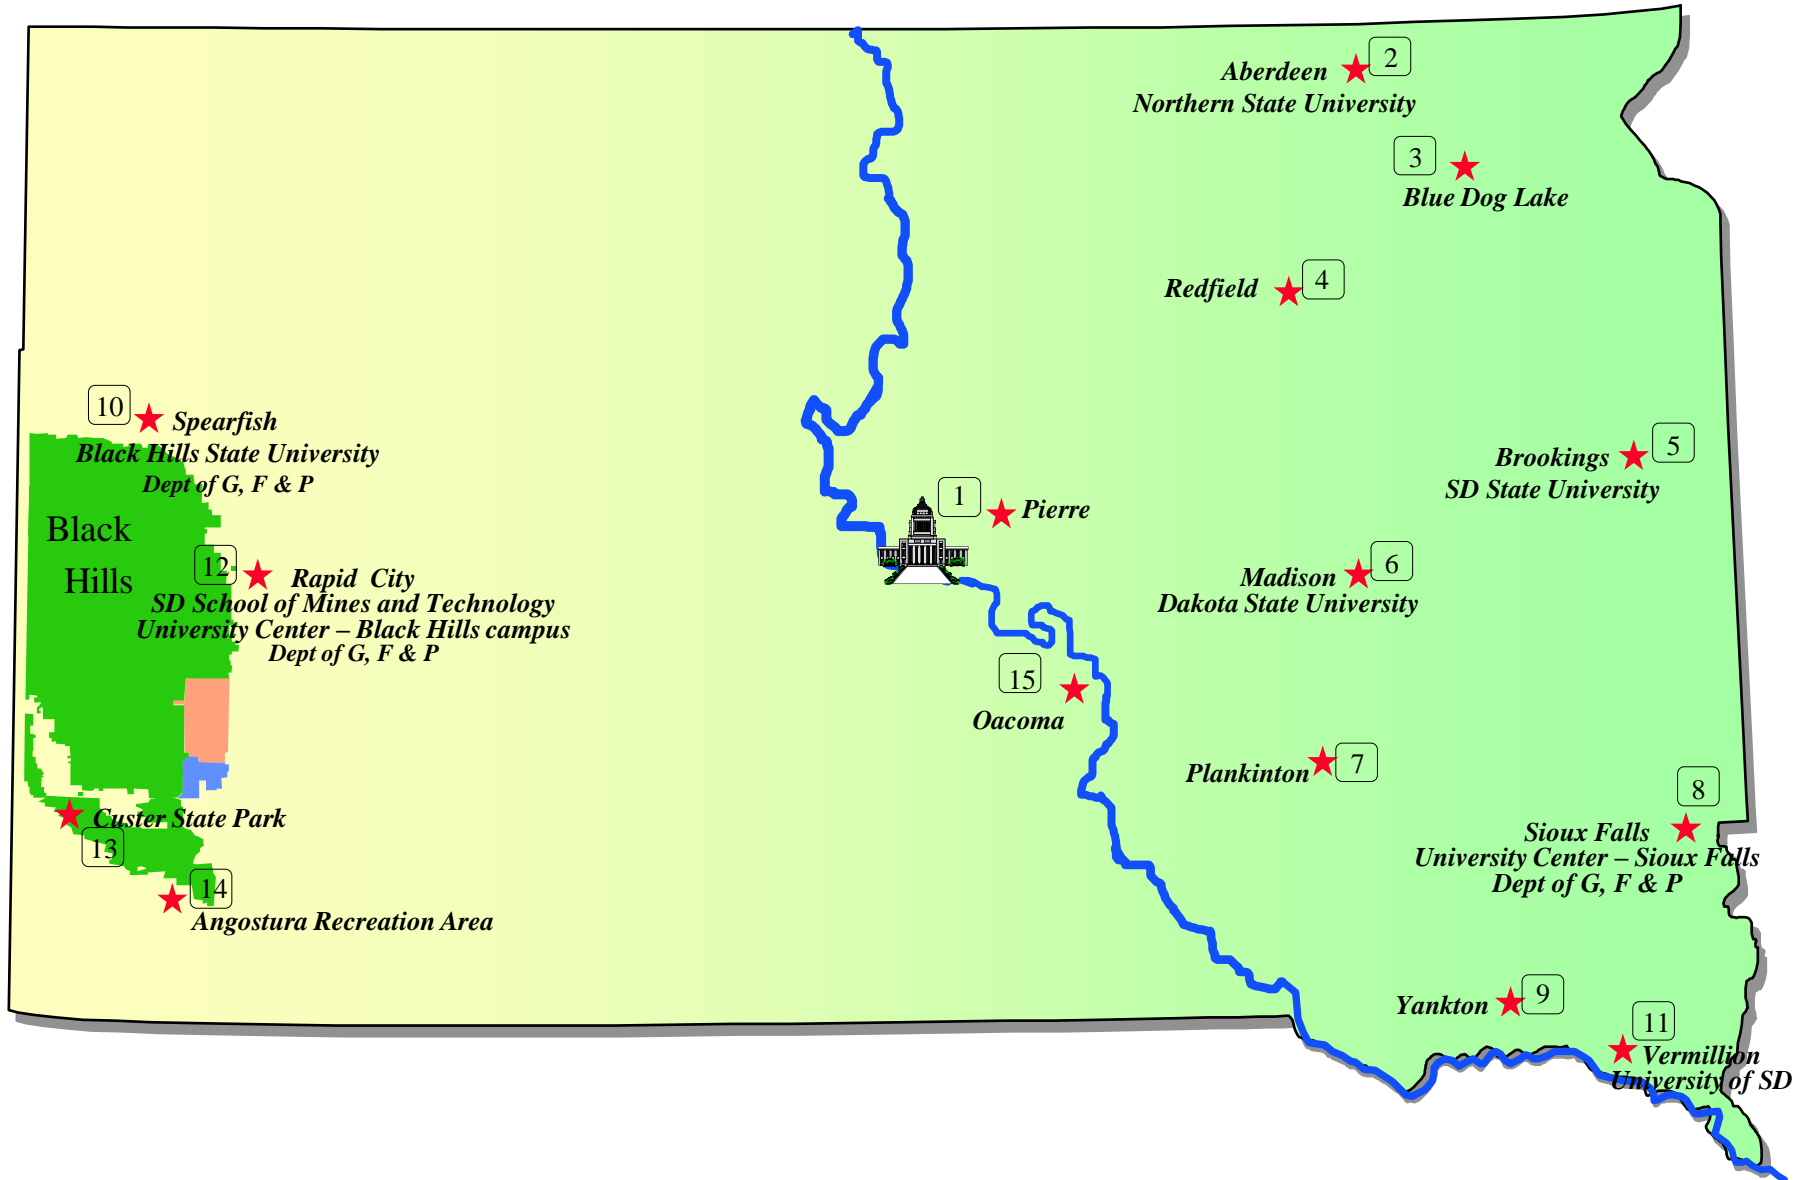 2
Aberdeen
Northern State University
3
Blue Dog Lake
Redfield
4
10
Spearfish
Black Hills State University
Dept of G, F & P
Black
Hills
12
Rapid City
SD School of Mines and Technology
University Center – Black Hills campus
Dept of G, F & P
1
Pierre
5
Brookings
SD State University
6
Madison
Dakota State University
15
Oacoma
Plankinton
7
8
Sioux Falls
University Center – Sioux Falls
Dept of G, F & P
Custer State Park
13
14
Angostura Recreation Area
Yankton
9
11
Vermillion
University of SD